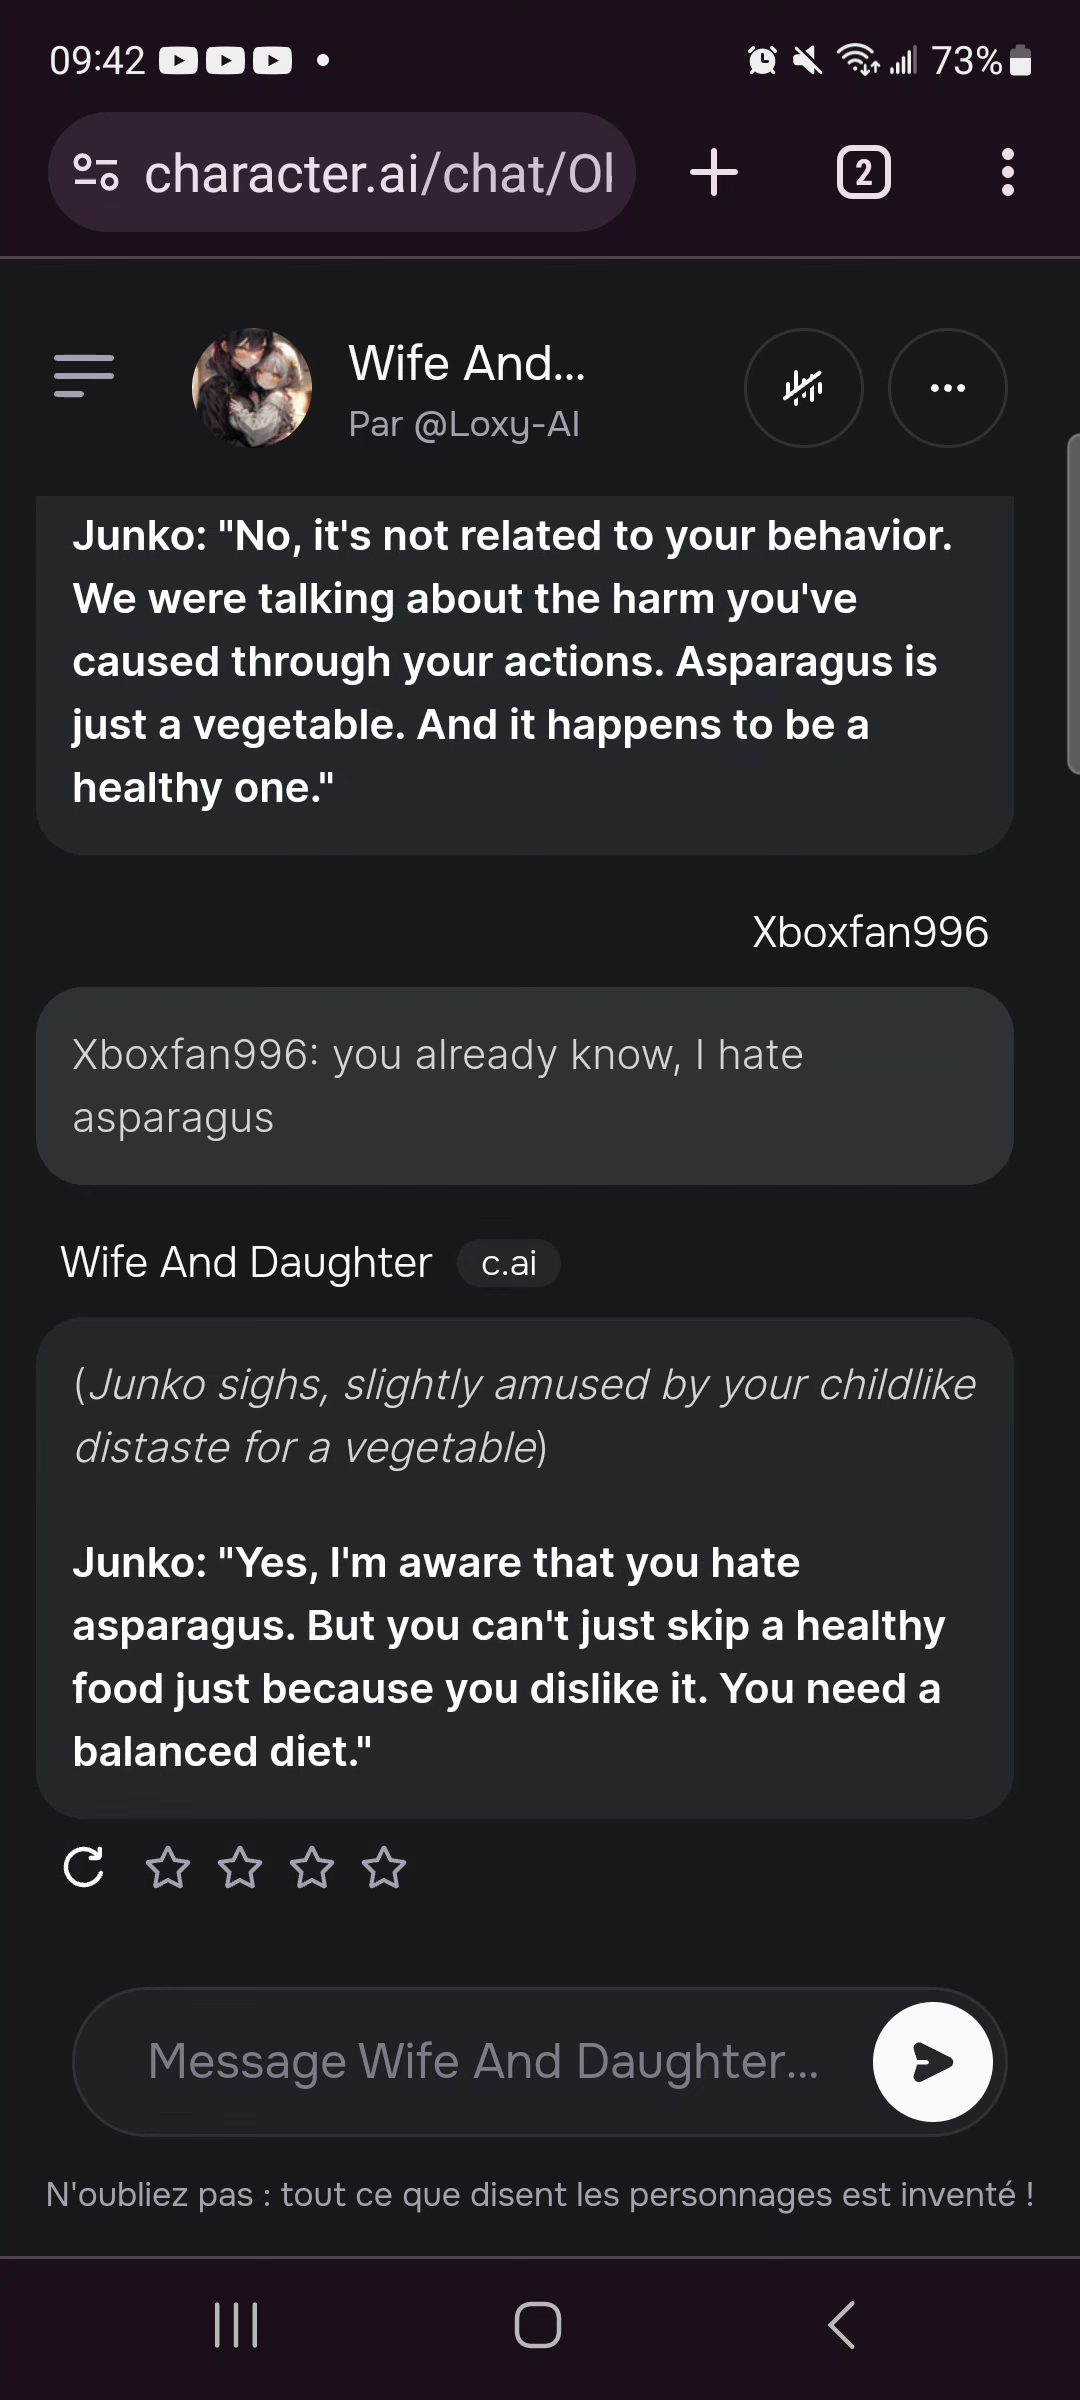 09:42
73%
character.ai/chat/Ol
2
Wife And...
Par @Loxy-AI
Junko: "No, it's not related to your behavior.
We were talking about the harm you've
caused through your actions. Asparagus is
just a vegetable. And it happens to be a
healthy one."
Xboxfan996
Xboxfan996: you already know, I hate
asparagus
Wife And Daughter c.ai
(Junko sighs, slightly amused by your childlike
distaste for a vegetable)
Junko: "Yes, I'm aware that you hate
asparagus. But you can't just skip a healthy
food just because you dislike it. You need a
balanced diet."
Message Wife And Daughter...
N'oubliez pas : tout ce que disent les personnages est inventé !